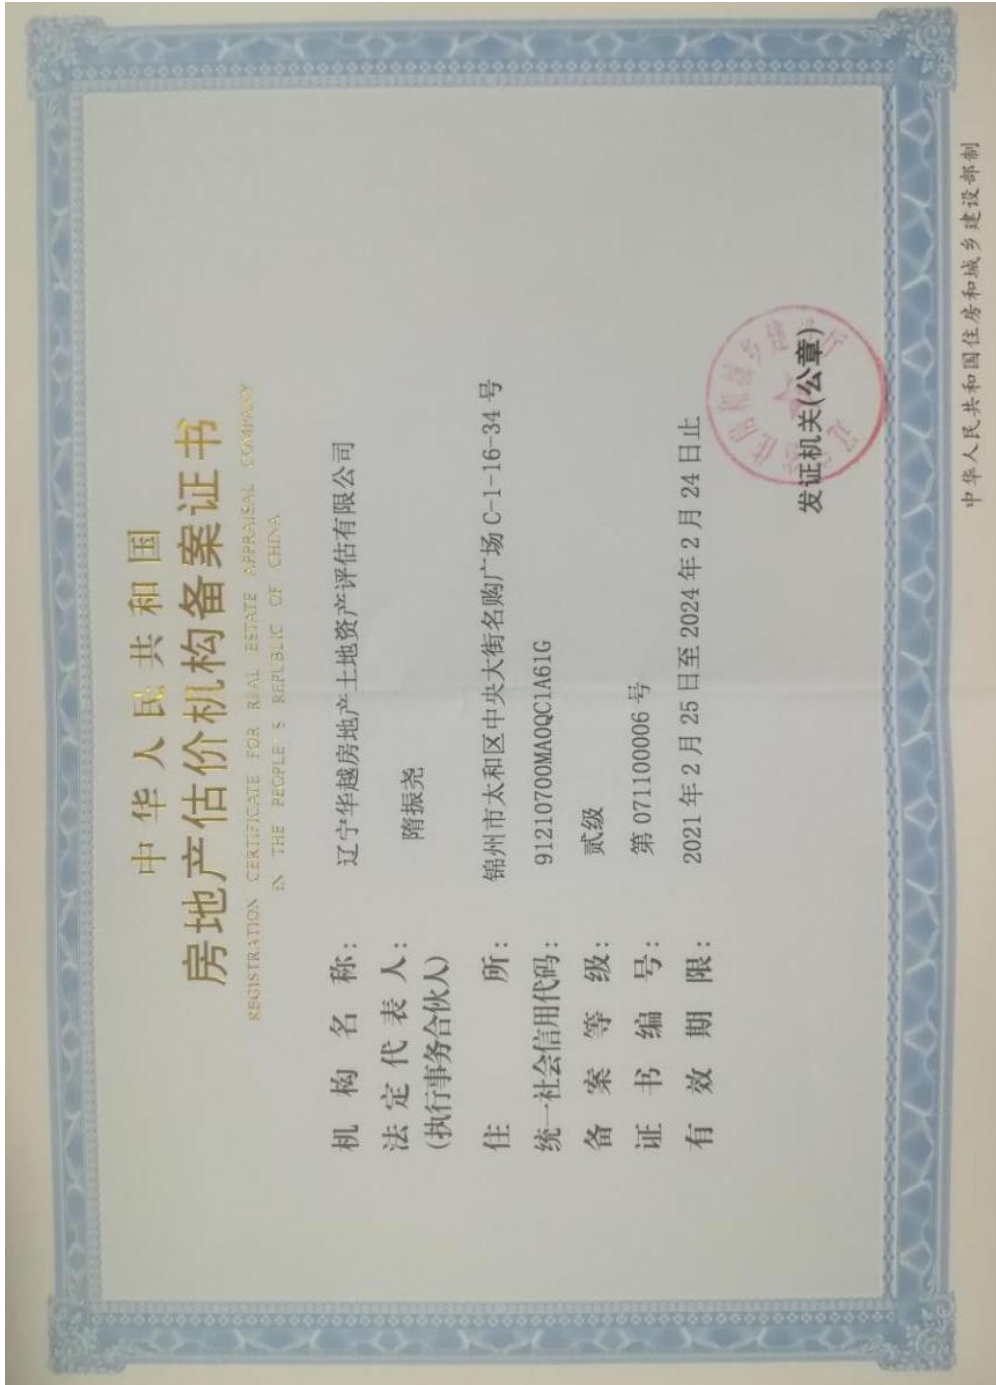 中华人民共和国
房地产估价机构备案证书
REGISTRATION CERTIFICATE FOR REAL ESTATE APPRAISAL COMPANY
IN THE PEOPLE'S REPUBLIC OF CHINA
机构名称：辽宁华越房地产土地资产评估有限公司
法定代表人：隋振尧
(执行事务合伙人)
住所：锦州市太和区中央大街名购广场C-1-16-34号
统一社会信用代码：91210700MA0QC1A61G
备案等级：贰级
证书编号：第071100006号
有效期限：2021年2月25日至2024年2月24日止
发证机关(公章)
中华人民共和国住房和城乡建设部制